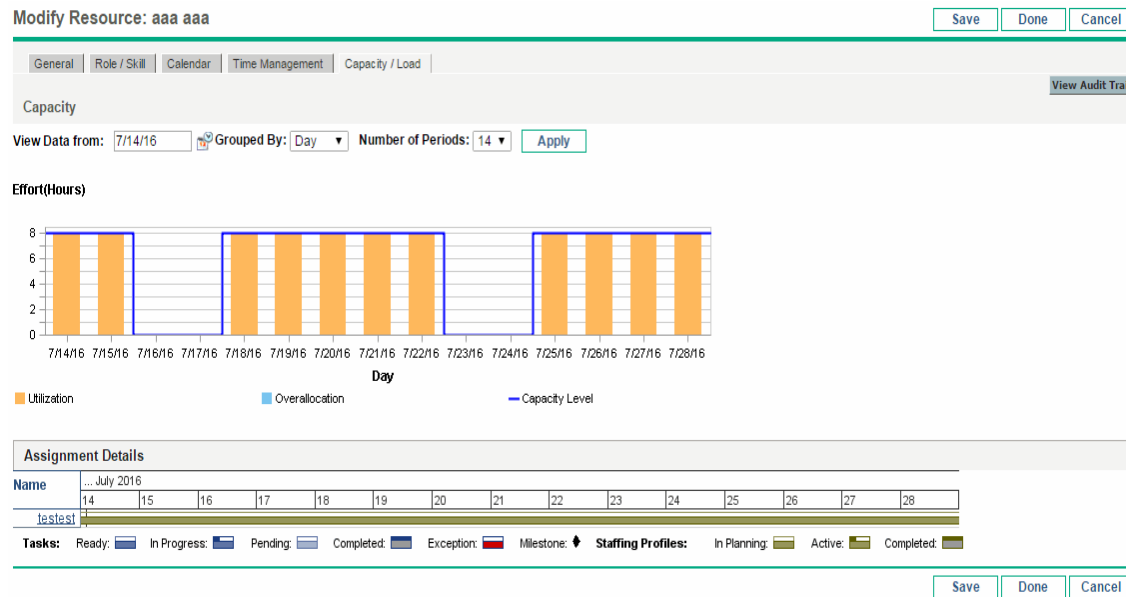 Modify Resource: aaa aaa
Save Done Cancel
General Role / Skill Calendar Time Management Capacity / Load
View Audit Tra
Capacity
View Data from: 7/14/16 Grouped By: Day Number of Periods: 14 Apply
Effort(Hours)
8
6
4
2
0
7/14/16 7/15/16 7/16/16 7/17/16 7/18/16 7/19/16 7/20/16 7/21/16 7/22/16 7/23/16 7/24/16 7/25/16 7/26/16 7/27/16 7/28/16
Day
Utilization Overallocation Capacity Level
Assignment Details
Name ... July 2016
14 15 16 17 18 19 20 21 22 23 24 25 26 27 28
testest
Tasks: Ready: In Progress: Pending: Completed: Exception: Milestone: Staffing Profiles: In Planning: Active: Completed:
Save Done Cancel